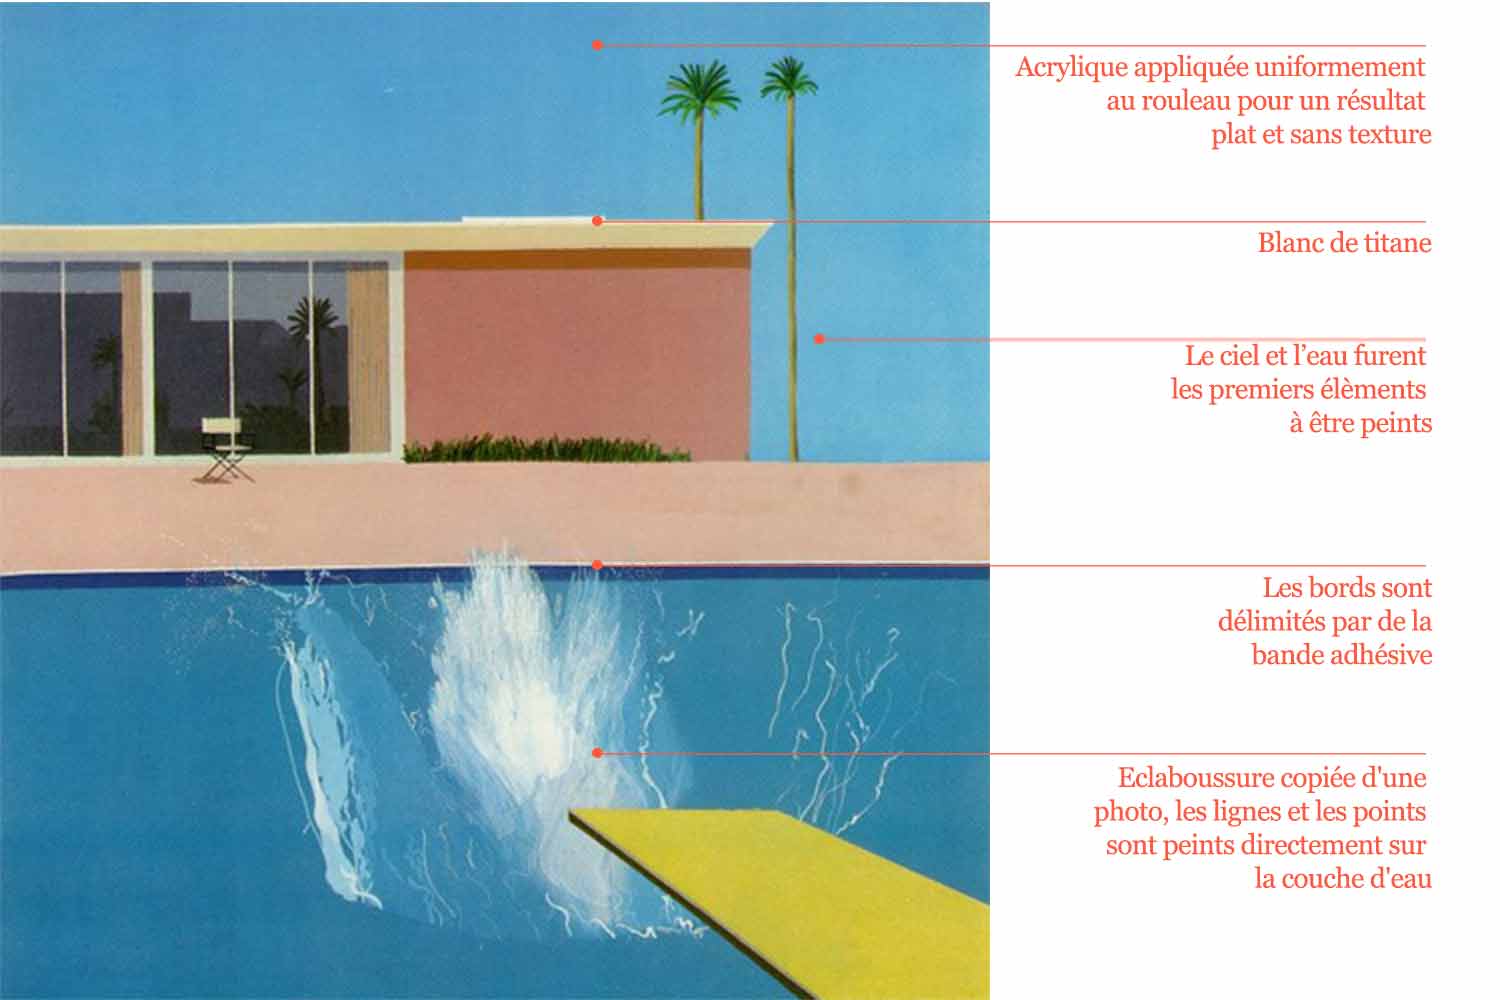 Acrylique appliquée uniformement
au rouleau pour un résultat
plat et sans texture
Blanc de titane
Le ciel et l’eau furent
les premiers élèments
à être peints
Les bords sont
délimités par de la
bande adhésive
Eclaboussure copiée d'une
photo, les lignes et les points
sont peints directement sur
la couche d'eau